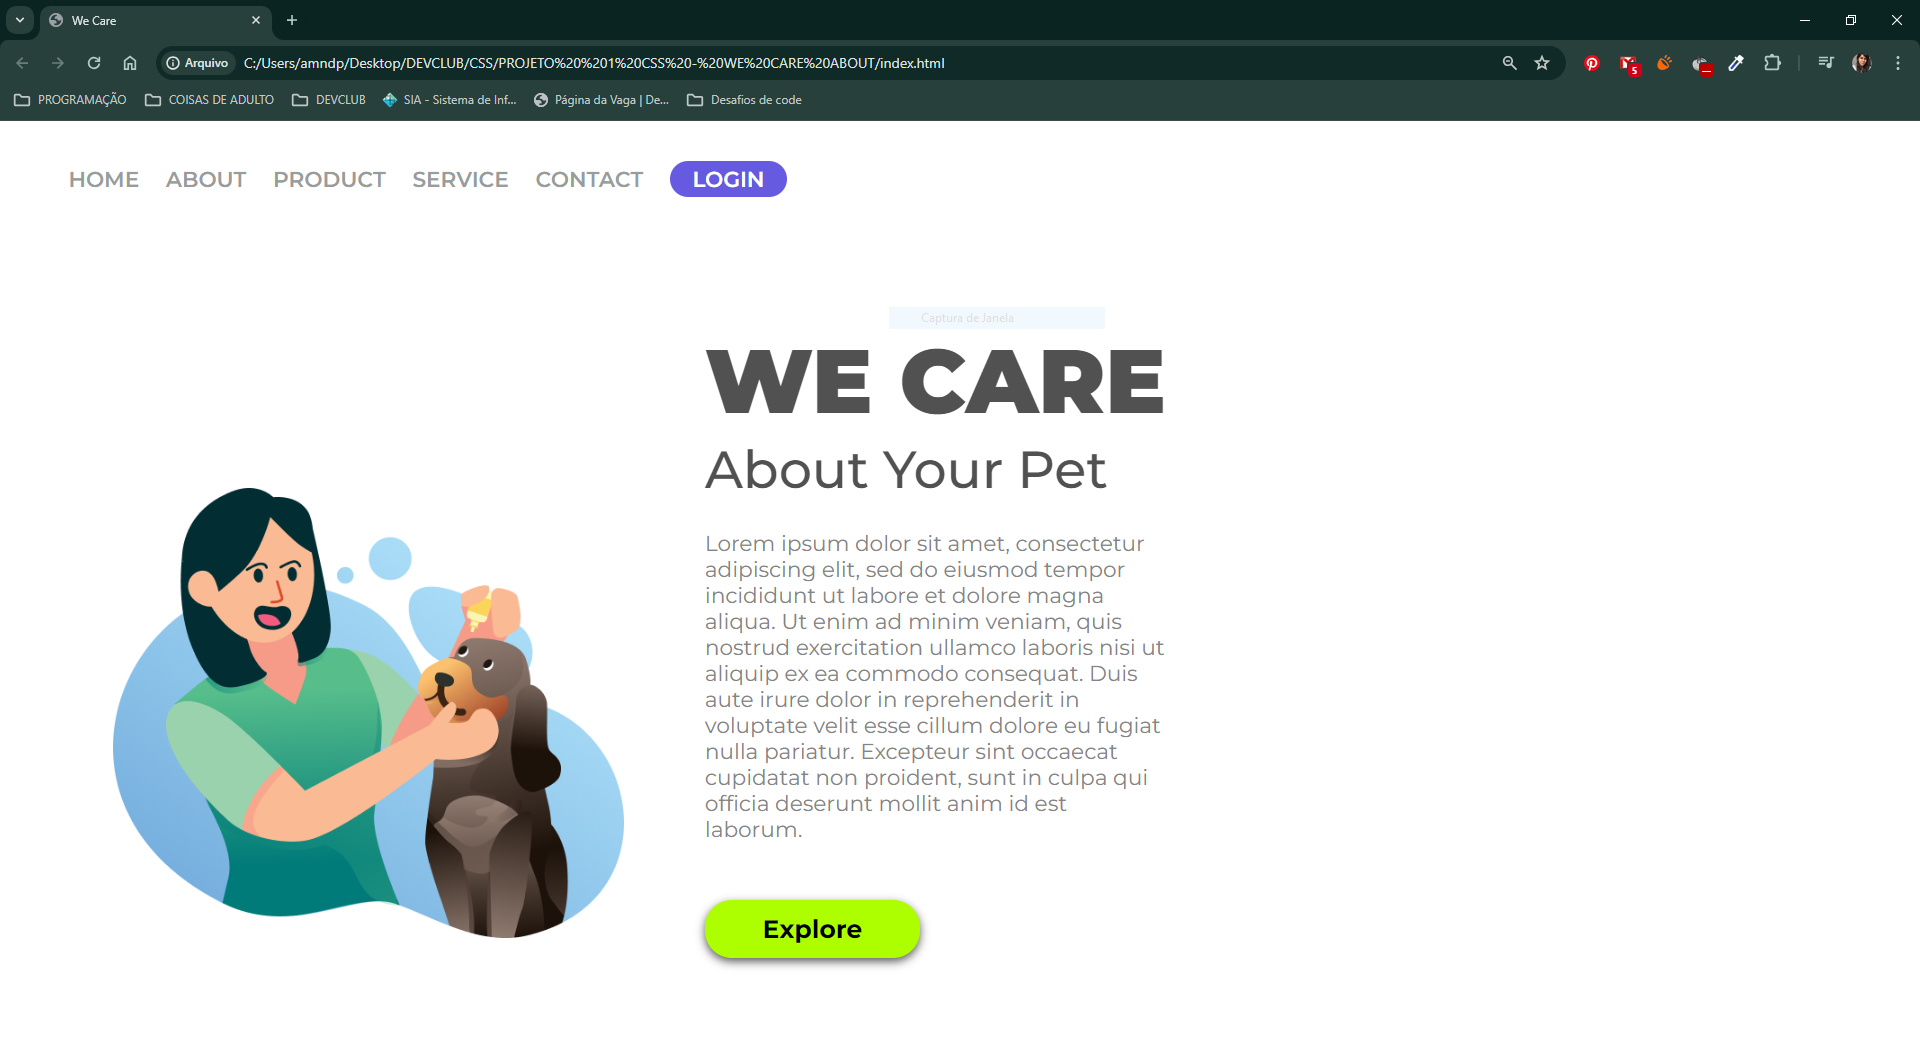 We Care
Arquivo
C:/Users/amndp/Desktop/DEVCLUB/CSS/PROJETO%20%201%20CSS%20-%20WE%20CARE%20ABOUT/index.html
5
PROGRAMAÇÃO
COISAS DE ADULTO
DEVCLUB
SIA - Sistema de Inf...
Página da Vaga | De...
Desafios de code
HOME ABOUT PRODUCT SERVICE CONTACT LOGIN
Captura de Janela
WE CARE
About Your Pet
Lorem ipsum dolor sit amet, consectetur
adipiscing elit, sed do eiusmod tempor
incididunt ut labore et dolore magna
aliqua. Ut enim ad minim veniam, quis
nostrud exercitation ullamco laboris nisi ut
aliquip ex ea commodo consequat. Duis
aute irure dolor in reprehenderit in
voluptate velit esse cillum dolore eu fugiat
nulla pariatur. Excepteur sint occaecat
cupidatat non proident, sunt in culpa qui
officia deserunt mollit anim id est
laborum.
Explore